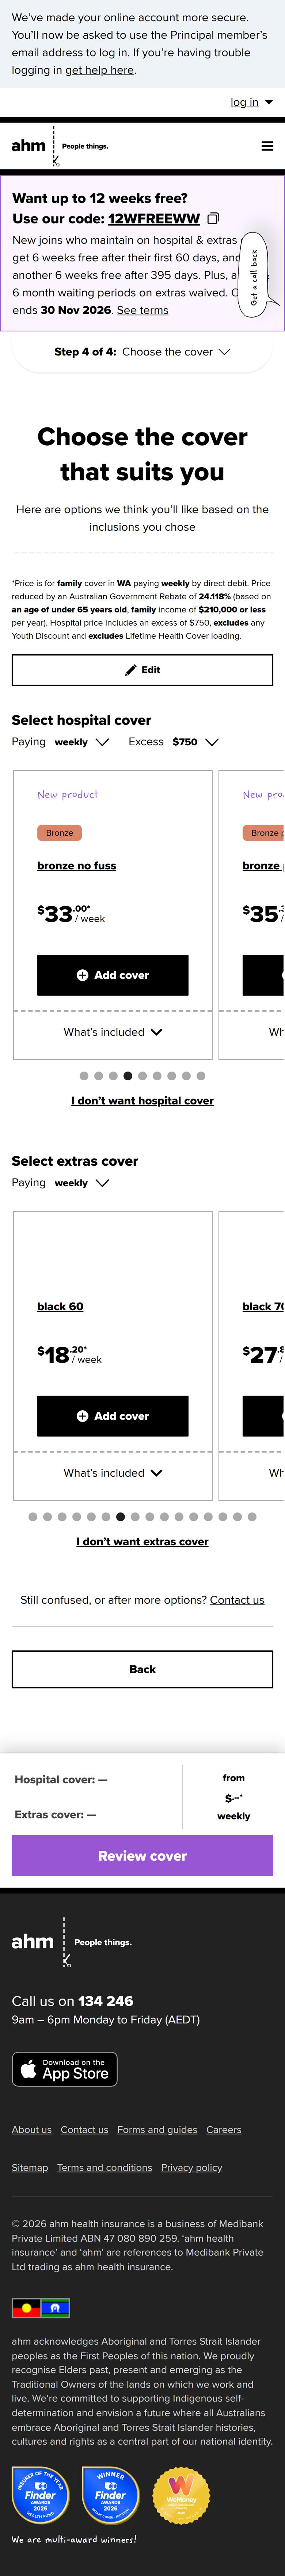 We've made your online account more secure.
You'll now be asked to use the Principal member's
email address to log in. If you're having trouble
logging in get help here.
log in
ahm People things.
Want up to 12 weeks free?
Use our code: 12WFREEWW
New joins who maintain on hospital & extras
get 6 weeks free after their first 60 days, and
another 6 weeks free after 395 days. Plus,
6 month waiting periods on extras waived.
ends 30 Nov 2026. See terms
Get a call back
Step 4 of 4: Choose the cover
Choose the cover
that suits you
Here are options we think you'll like based on the
inclusions you chose
*Price is for family cover in WA paying weekly by direct debit. Price
reduced by an Australian Government Rebate of 24.118% (based on
an age of under 65 years old, family income of $210,000 or less
per year). Hospital price includes an excess of $750, excludes any
Youth Discount and excludes Lifetime Health Cover loading.
Edit
Select hospital cover
Paying weekly Excess $750
New product
Bronze
bronze no fuss
$33.00* / week
Add cover
What's included
New pro
Bronze
bronze
$35
Wh
I don't want hospital cover
Select extras cover
Paying weekly
black 60
$18.20* / week
Add cover
What's included
black 70
$27
Wh
I don't want extras cover
Still confused, or after more options? Contact us
Back
Hospital cover: —
Extras cover: —
from
$-.--*
weekly
Review cover
ahm People things.
Call us on 134 246
9am – 6pm Monday to Friday (AEDT)
Download on the
App Store
About us Contact us Forms and guides Careers
Sitemap Terms and conditions Privacy policy
© 2026 ahm health insurance is a business of Medibank
Private Limited ABN 47 080 890 259. 'ahm health
insurance' and 'ahm' are references to Medibank Private
Ltd trading as ahm health insurance.
ahm acknowledges Aboriginal and Torres Strait Islander
peoples as the First Peoples of this nation. We proudly
recognise Elders past, present and emerging as the
Traditional Owners of the lands on which we work and
live. We're committed to supporting Indigenous self-
determination and envision a future where all Australians
embrace Aboriginal and Torres Strait Islander histories,
cultures and rights as a central part of our national identity.
INSURER OF THE YEAR
Finder
AWARDS
2026
HEALTH FUND
WINNER
Finder
AWARDS
2026
WeMoney
We are multi-award winners!